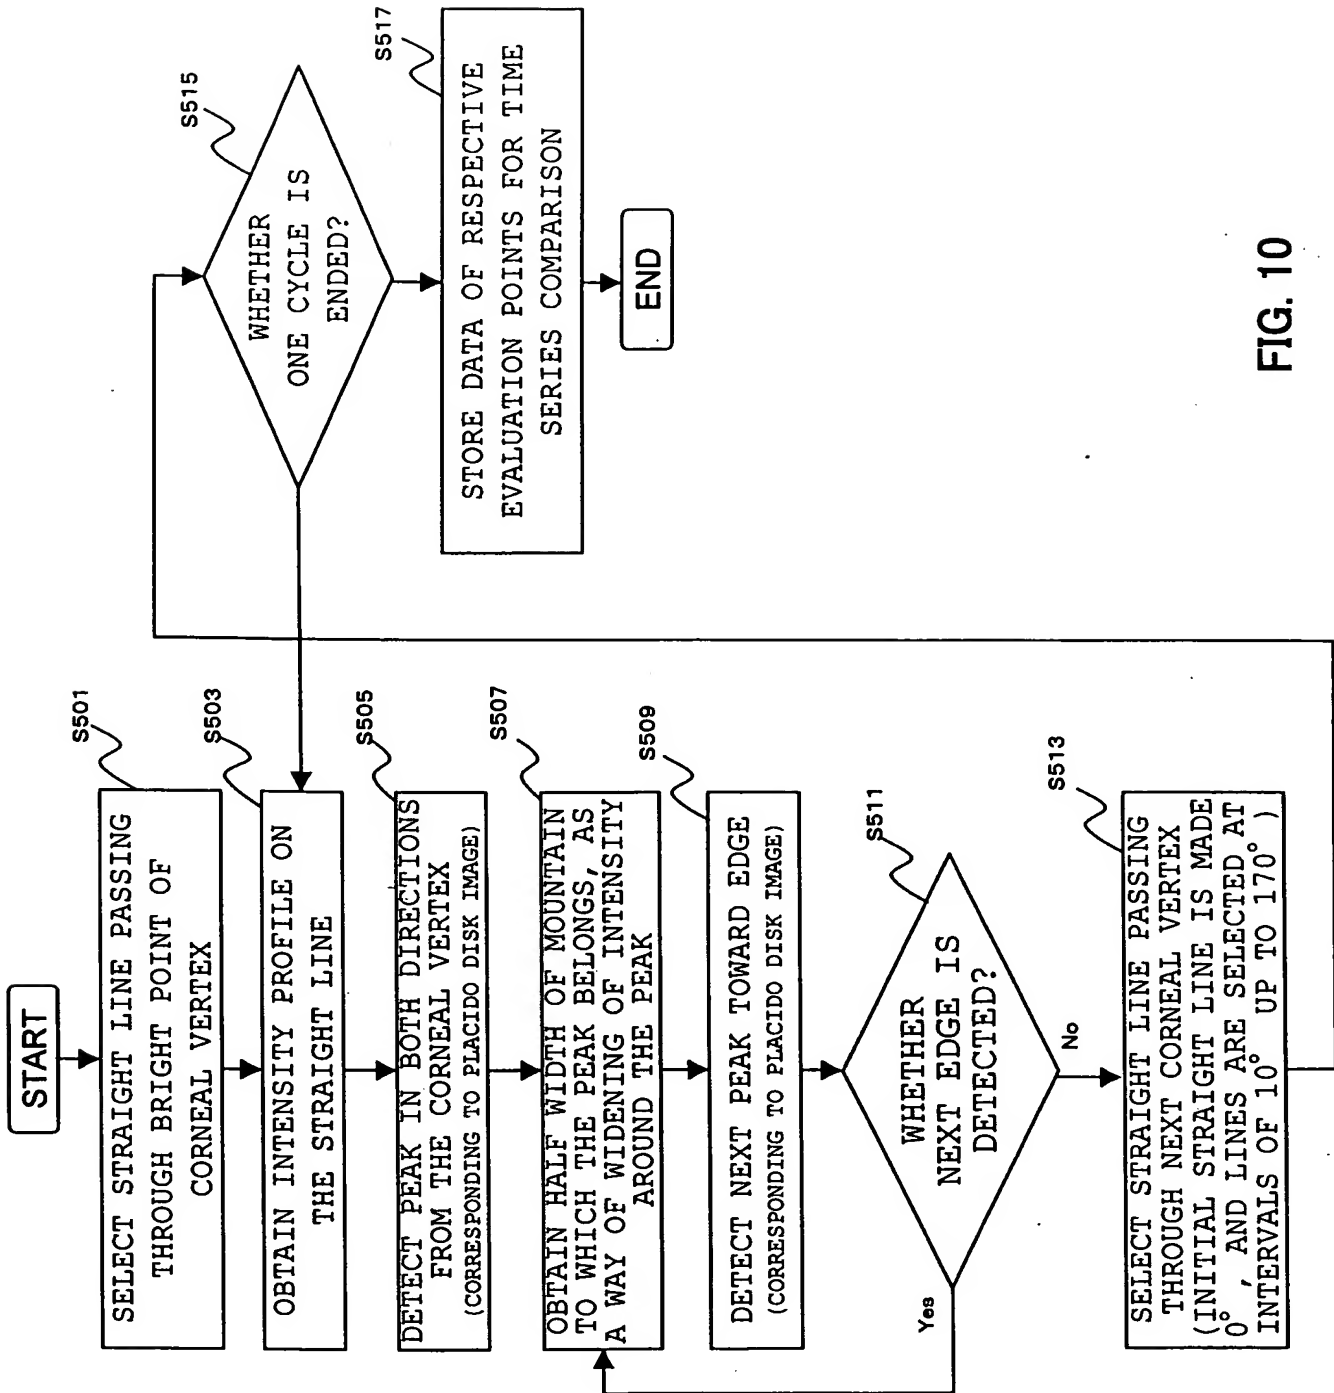 START
S501
SELECT STRAIGHT LINE PASSING
THROUGH BRIGHT POINT OF
CORNEAL VERTEX
S503
OBTAIN INTENSITY PROFILE ON
THE STRAIGHT LINE
S505
DETECT PEAK IN BOTH DIRECTIONS
FROM THE CORNEAL VERTEX
(CORRESPONDING TO PLACIDO DISK IMAGE)
S507
OBTAIN HALF WIDTH OF MOUNTAIN
TO WHICH THE PEAK BELONGS, AS
A WAY OF WIDENING OF INTENSITY
AROUND THE PEAK
S509
DETECT NEXT PEAK TOWARD EDGE
(CORRESPONDING TO PLACIDO DISK IMAGE)
S511
WHETHER
NEXT EDGE IS
DETECTED?
Yes
No
S513
SELECT STRAIGHT LINE PASSING
THROUGH NEXT CORNEAL VERTEX
(INITIAL STRAIGHT LINE IS MADE
0°, AND LINES ARE SELECTED AT
INTERVALS OF 10° UP TO 170°)
S515
WHETHER
ONE CYCLE IS
ENDED?
S517
STORE DATA OF RESPECTIVE
EVALUATION POINTS FOR TIME
SERIES COMPARISON
END
FIG. 10